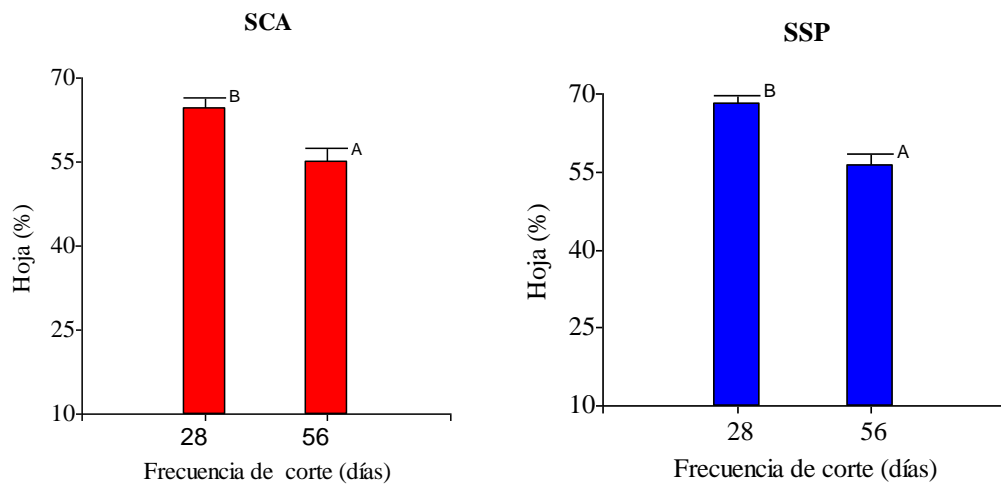 SCA
70
55
40
25
10
Hoja (%)
B
A
28 56
Frecuencia de corte (días)
SSP
70
55
40
25
10
Hoja (%)
B
A
28 56
Frecuencia de corte (días)